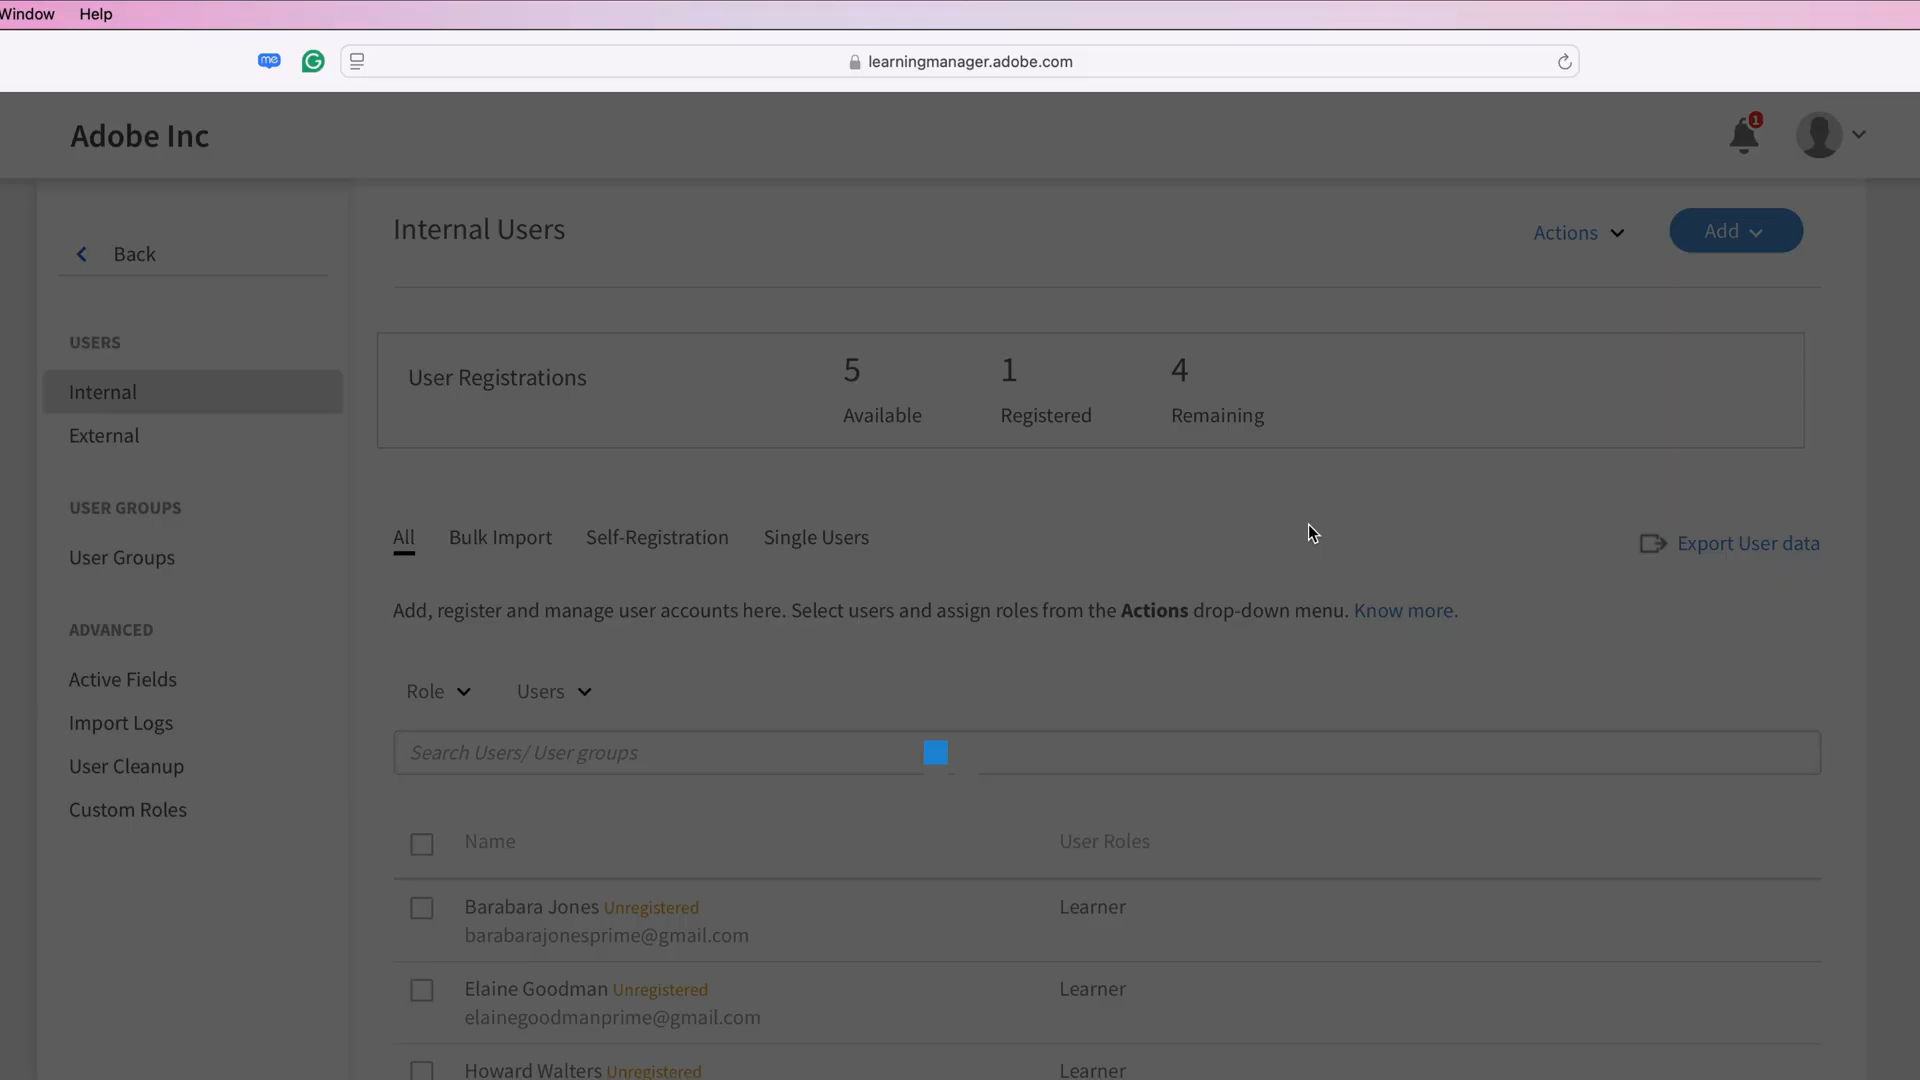 Window Help
me
learningmanager.adobe.com
Adobe Inc
1
Back
USERS
Internal
External
USER GROUPS
User Groups
ADVANCED
Active Fields
Import Logs
User Cleanup
Custom Roles
Internal Users
Actions
Add
User Registrations
5 1 4
Available Registered Remaining
All Bulk Import Self-Registration Single Users
Export User data
Add, register and manage user accounts here. Select users and assign roles from the Actions drop-down menu. Know more.
Role Users
Search Users/ User groups
Name User Roles
Barabara Jones Unregistered Learner
barabarajonesprime@gmail.com
Elaine Goodman Unregistered Learner
elainegoodmanprime@gmail.com
Howard Walters Unregistered Learner